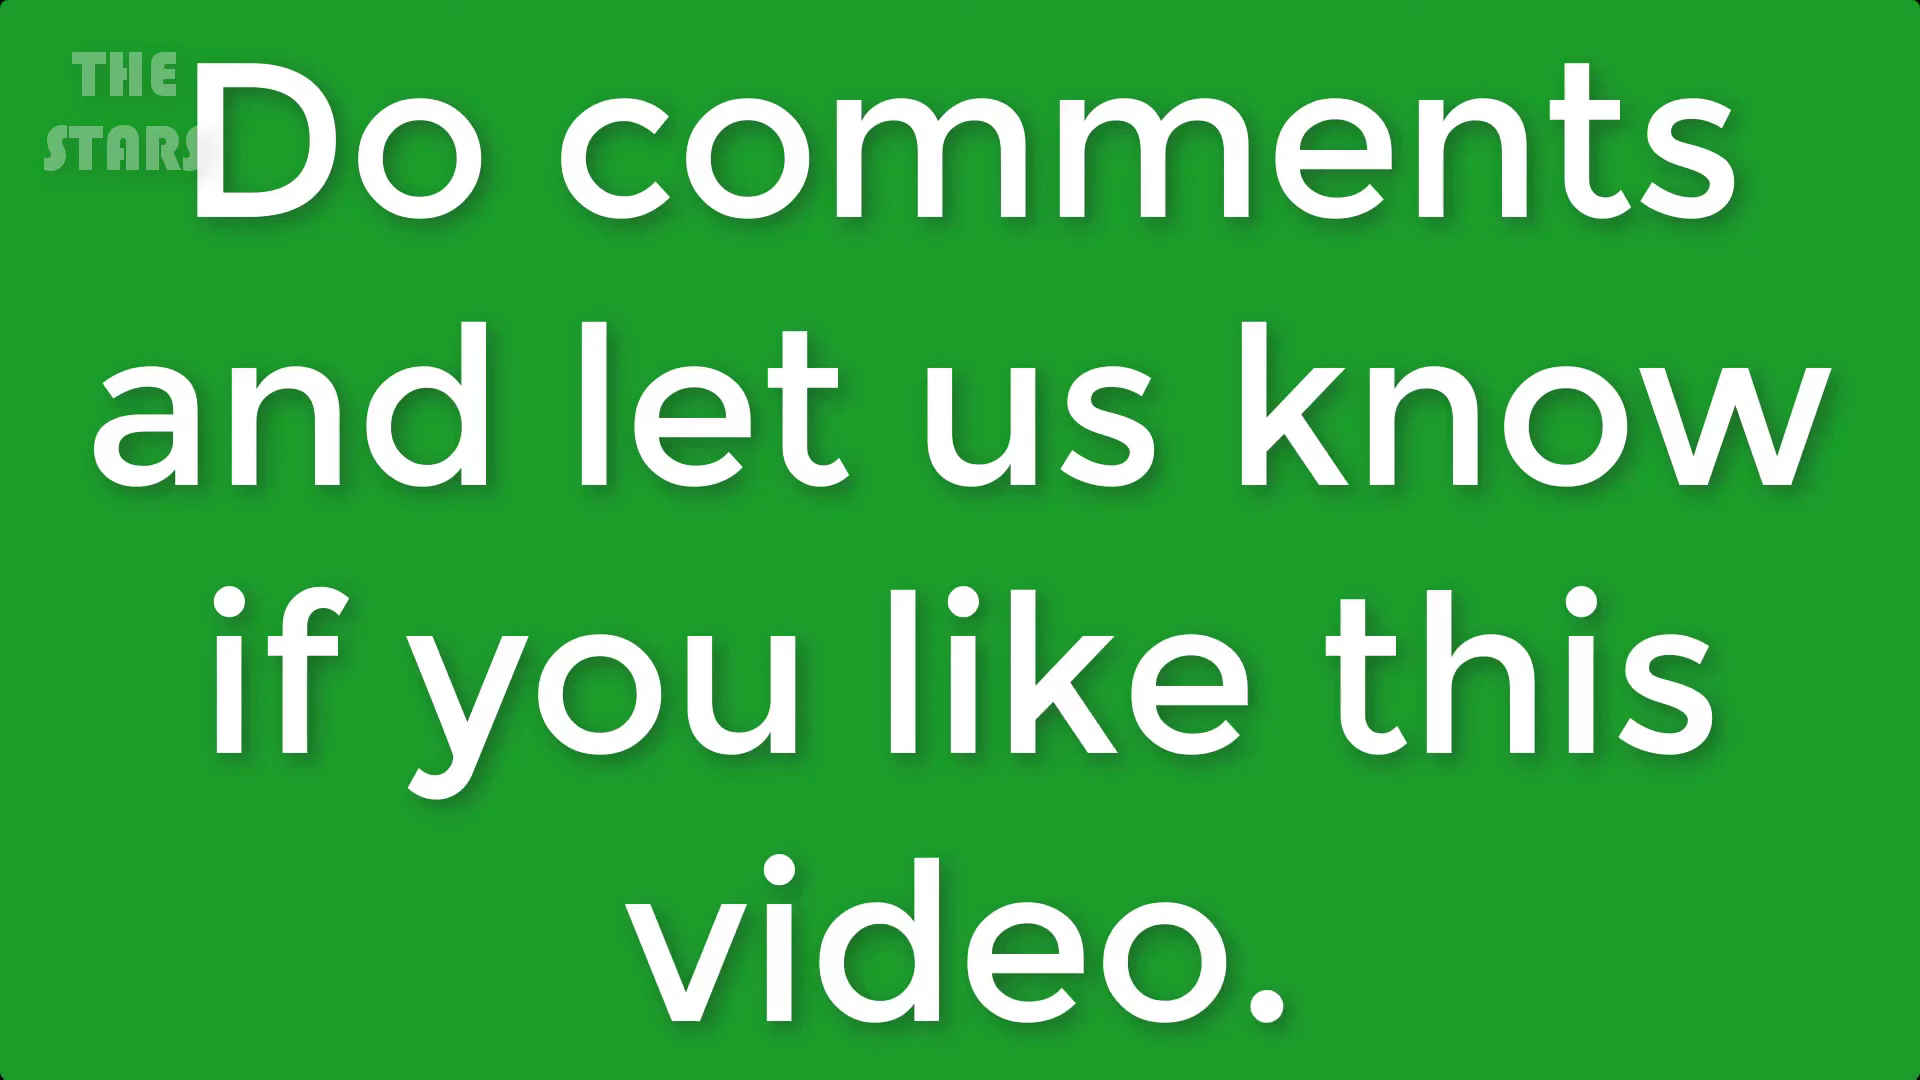 THE
STARS
Do comments
and let us know
if you like this
video.